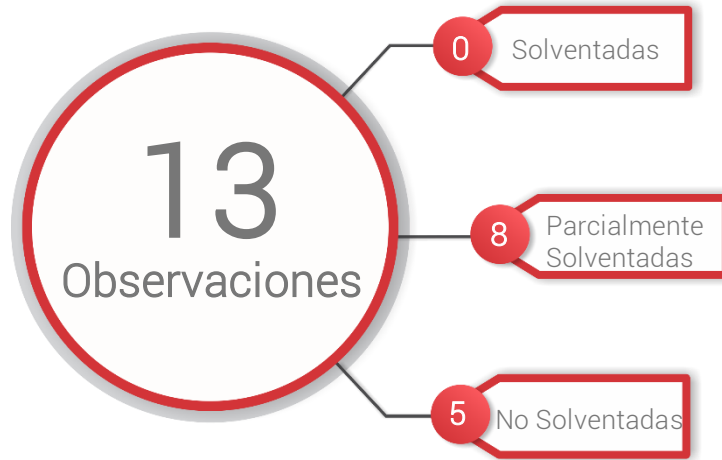 13
Observaciones
0
Solventadas
8
Parcialmente
Solventadas
5
No Solventadas